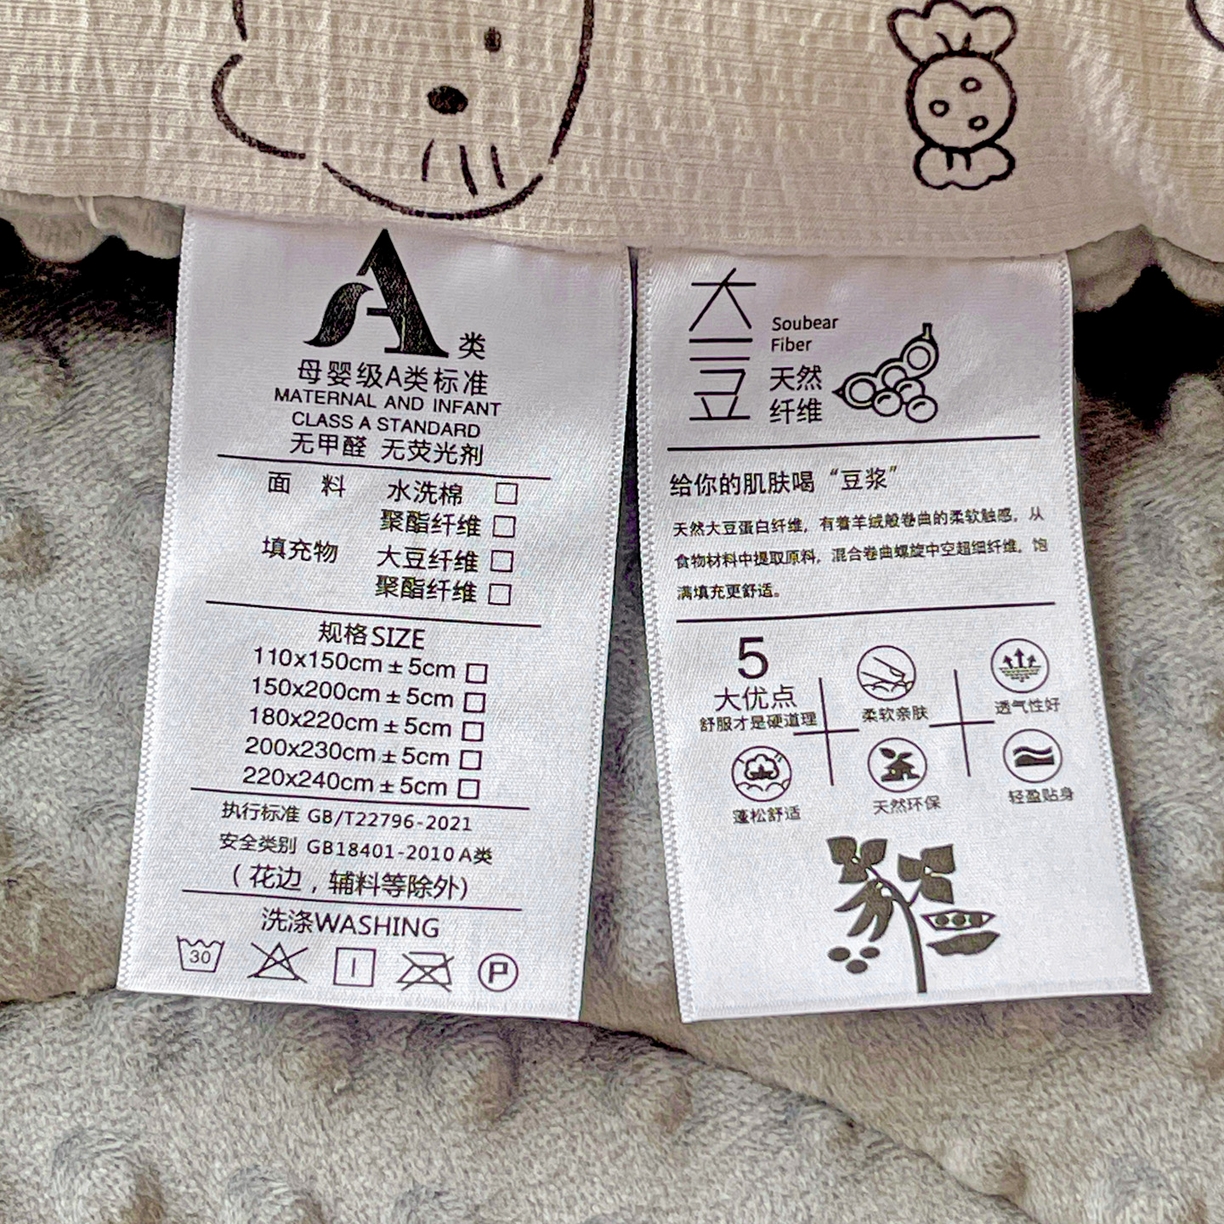 A类
母婴级A类标准
MATERNAL AND INFANT
CLASS A STANDARD
无甲醛 无荧光剂
面 料 水洗棉 □
聚酯纤维 □
填充物 大豆纤维 □
聚酯纤维 □
规格SIZE
110x150cm±5cm □
150x200cm±5cm □
180x220cm±5cm □
200x230cm±5cm □
220x240cm±5cm □
执行标准 GB/T22796-2021
安全类别 GB18401-2010 A类
(花边，辅料等除外)
洗涤WASHING
30
P
大豆
Soubear
Fiber
天然
纤维
给你的肌肤喝“豆浆”
天然大豆蛋白纤维，有着羊绒般卷曲的柔软触感，从
食物材料中提取原料，混合卷曲螺旋中空超细纤维，饱
满填充更舒适。
5
大优点
舒服才是硬道理
柔软亲肤
透气性好
蓬松舒适
天然环保
轻盈贴身